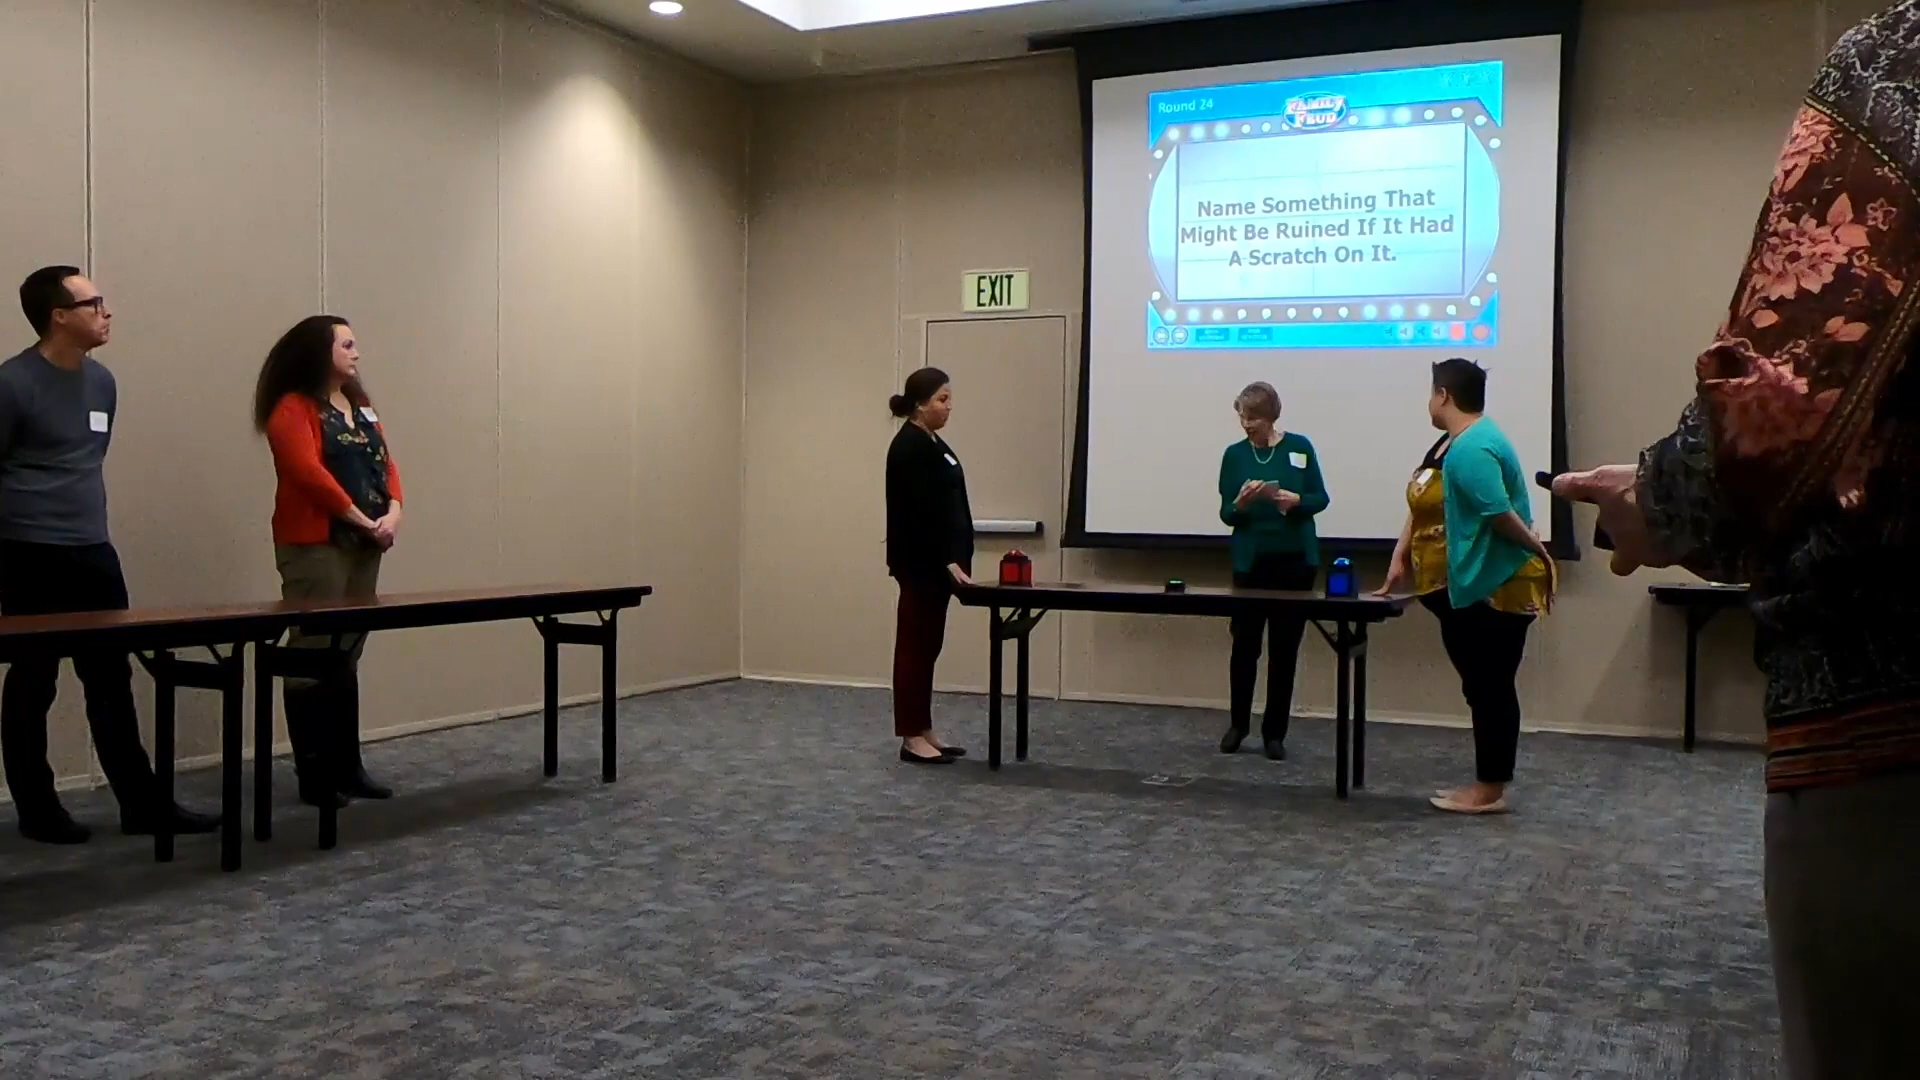 Round 24
FAMILY
FEUD
Name Something That
Might Be Ruined If It Had
A Scratch On It.
EXIT